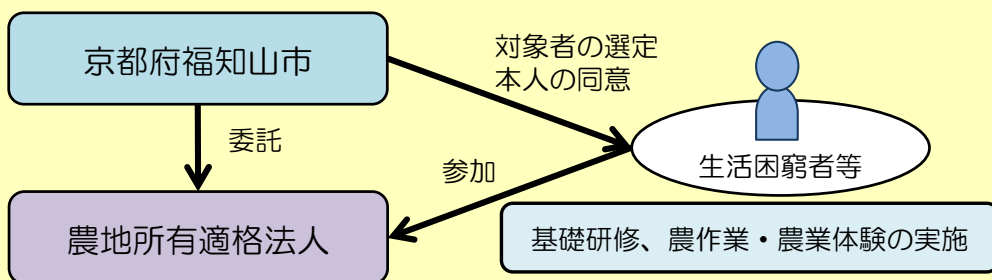 京都府福知山市
対象者の選定
本人の同意
委託
参加
生活困窮者等
農地所有適格法人
基礎研修、農作業・農業体験の実施